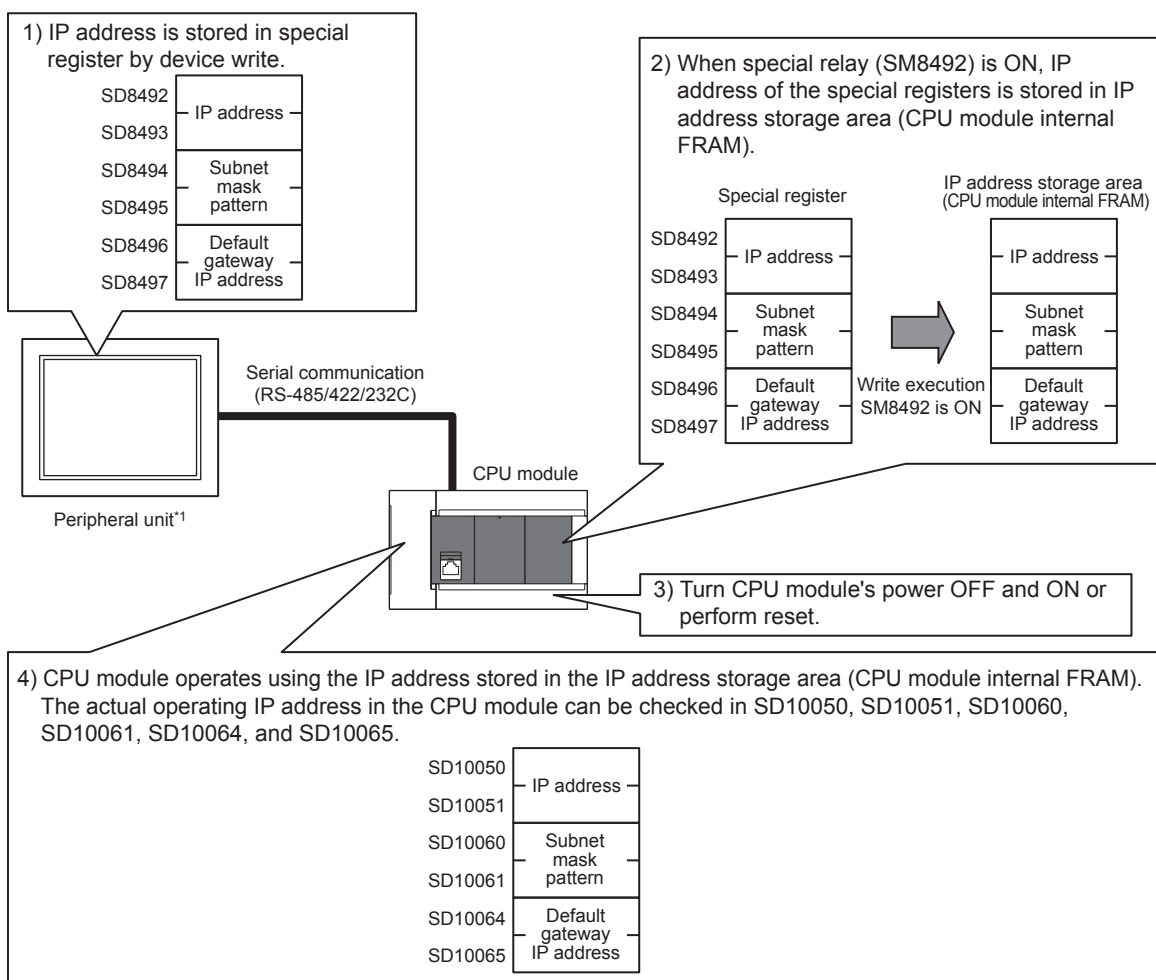 1) IP address is stored in special
register by device write.
SD8492
IP address
SD8493
SD8494
Subnet
mask
pattern
SD8495
SD8496
Default
gateway
IP address
SD8497
2) When special relay (SM8492) is ON, IP
address of the special registers is stored in IP
address storage area (CPU module internal
FRAM).
Special register
IP address storage area
(CPU module internal FRAM)
SD8492
IP address
SD8493
SD8494
Subnet
mask
pattern
SD8495
SD8496
Default
gateway
IP address
SD8497
Write execution
SM8492 is ON
IP address
Subnet
mask
pattern
Default
gateway
IP address
Serial communication
(RS-485/422/232C)
CPU module
Peripheral unit*1
3) Turn CPU module's power OFF and ON or
perform reset.
4) CPU module operates using the IP address stored in the IP address storage area (CPU module internal FRAM).
The actual operating IP address in the CPU module can be checked in SD10050, SD10051, SD10060,
SD10061, SD10064, and SD10065.
SD10050
IP address
SD10051
SD10060
Subnet
mask
pattern
SD10061
SD10064
Default
gateway
IP address
SD10065